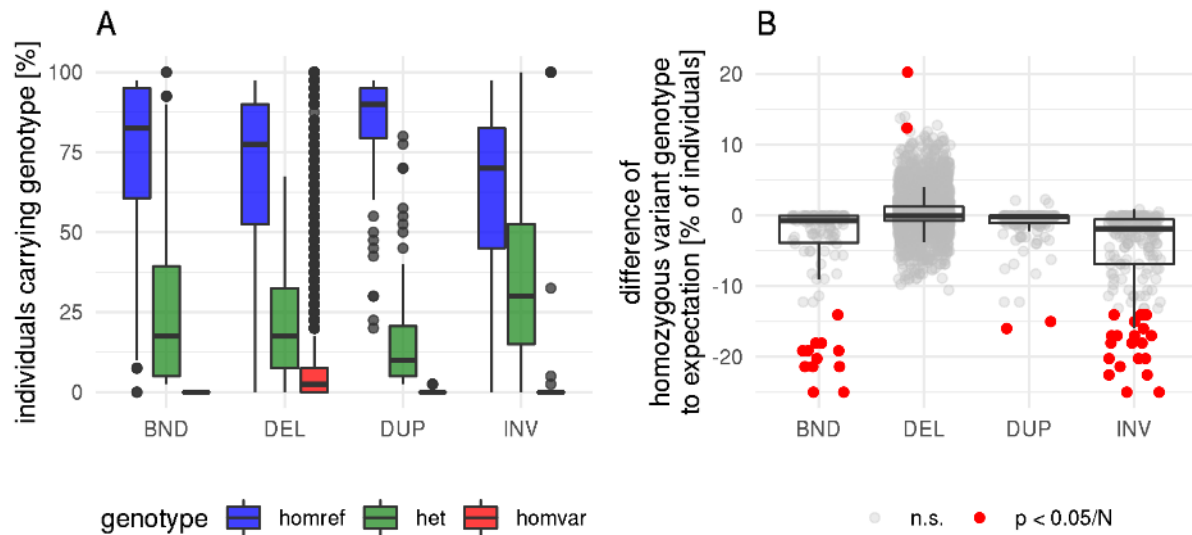 A
individuals carrying genotype [%]
100
75
50
25
0
BND DEL DUP INV
genotype homref het homvar
B
difference of
homozygous variant genotype
to expectation [% of individuals]
20
10
0
-10
-20
BND DEL DUP INV
n.s. p < 0.05/N